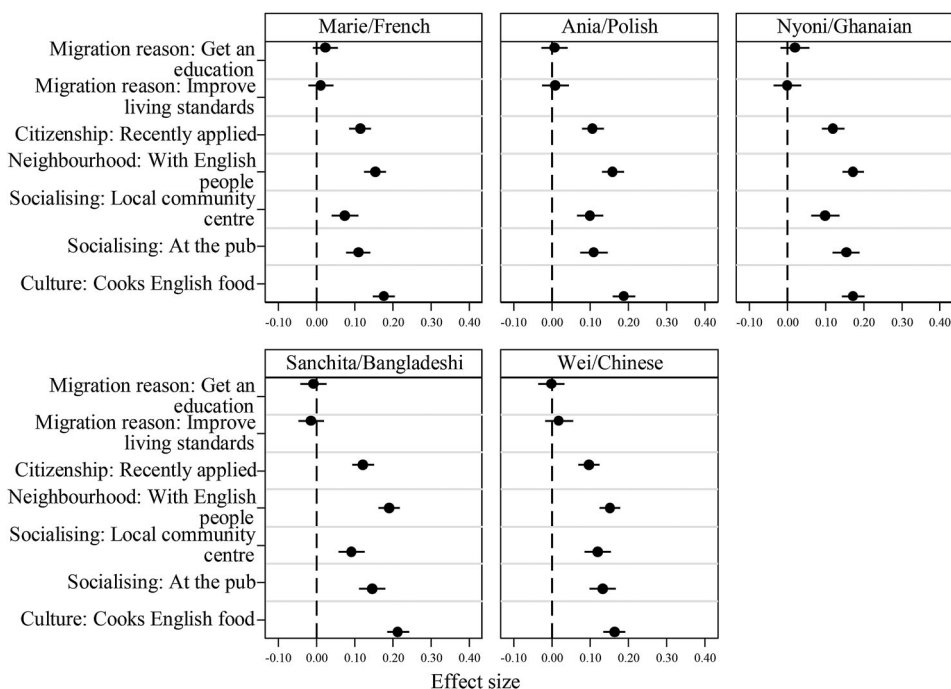 Marie/French
Ania/Polish
Nyoni/Ghanaian
Migration reason: Get an
education
Migration reason: Improve
living standards
Citizenship: Recently applied
Neighbourhood: With English
people
Socialising: Local community
centre
Socialising: At the pub
Culture: Cooks English food
-0.10 0.00 0.10 0.20 0.30 0.40
-0.10 0.00 0.10 0.20 0.30 0.40
-0.10 0.00 0.10 0.20 0.30 0.40
Sanchita/Bangladeshi
Wei/Chinese
Migration reason: Get an
education
Migration reason: Improve
living standards
Citizenship: Recently applied
Neighbourhood: With English
people
Socialising: Local community
centre
Socialising: At the pub
Culture: Cooks English food
-0.10 0.00 0.10 0.20 0.30 0.40
-0.10 0.00 0.10 0.20 0.30 0.40
Effect size